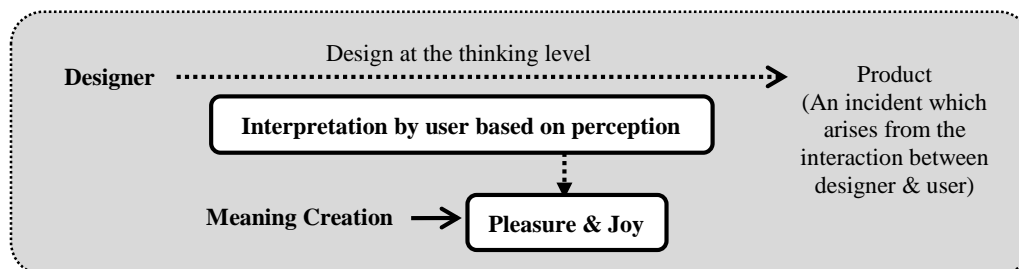 Design at the thinking level
Designer
Product
(An incident which
arises from the
interaction between
designer & user)
Interpretation by user based on perception
Meaning Creation
Pleasure & Joy